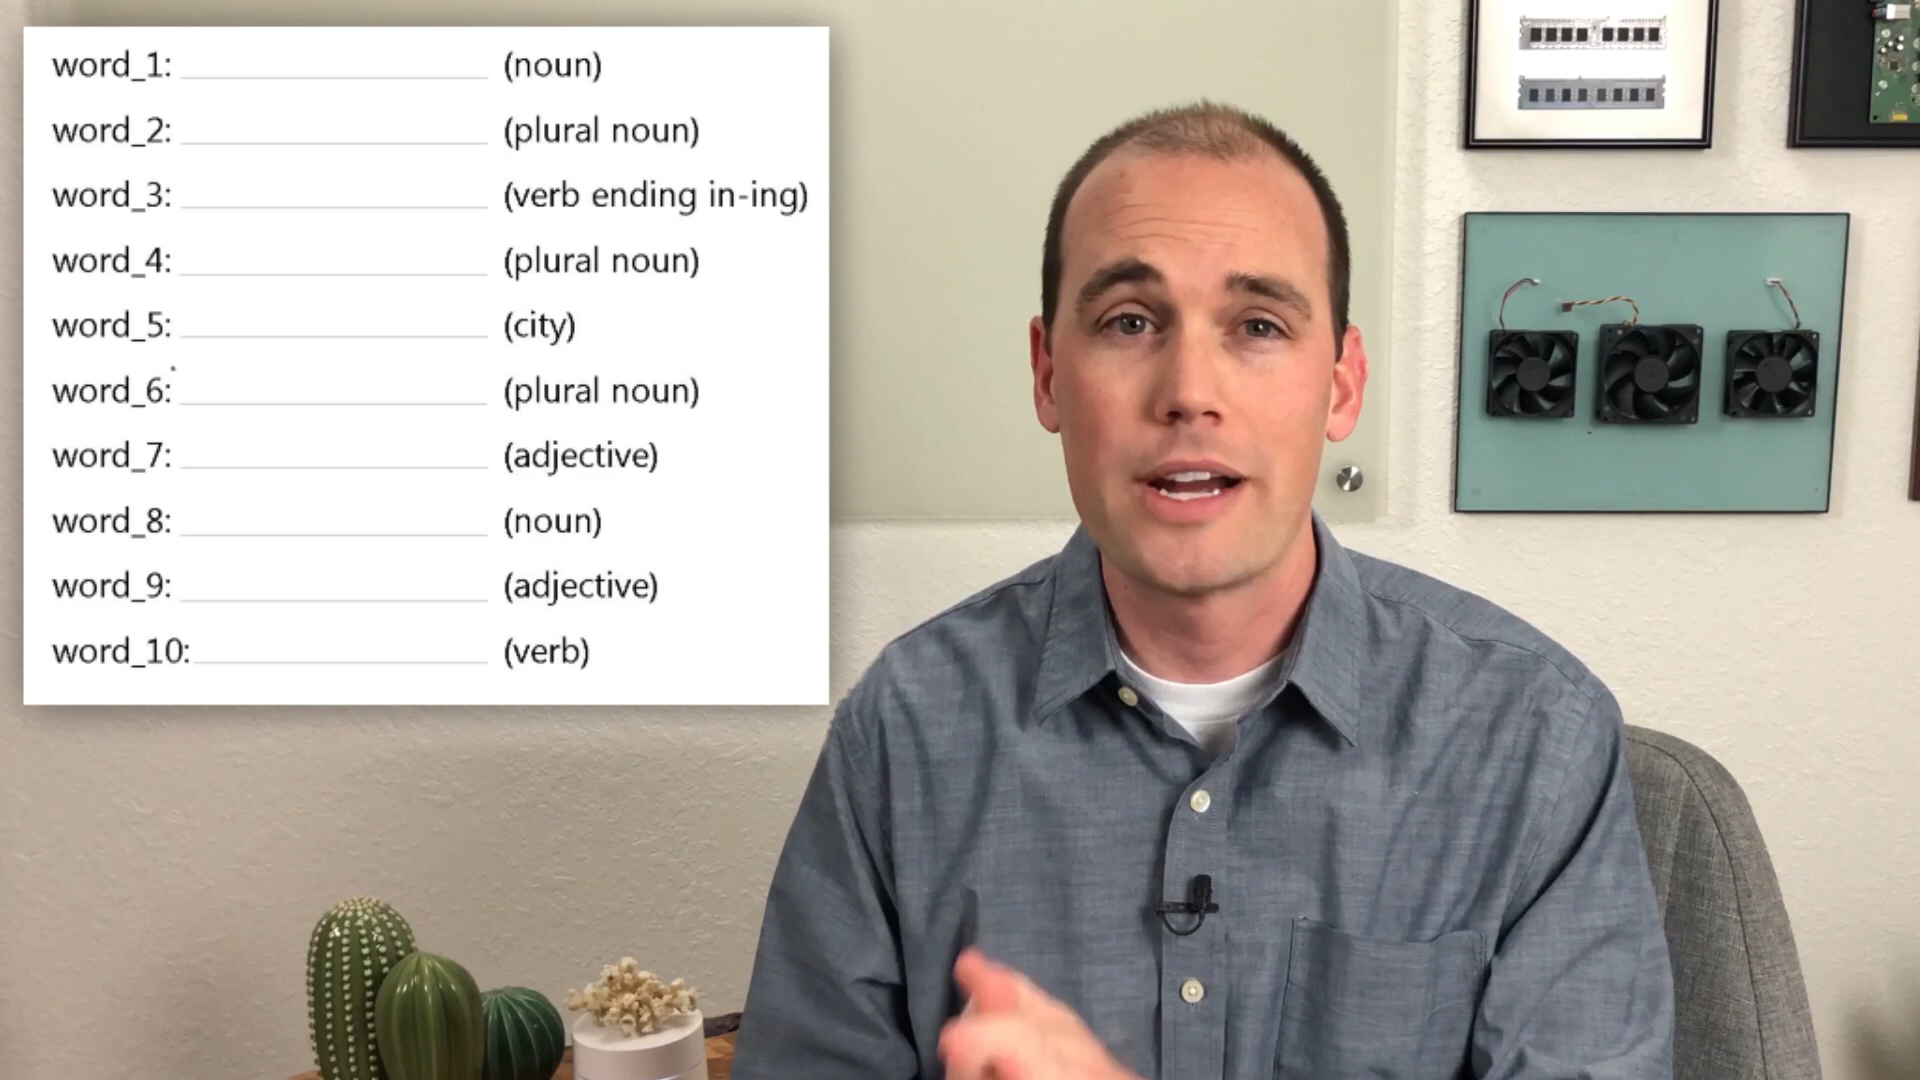 word_1: (noun)
word_2: (plural noun)
word_3: (verb ending in-ing)
word_4: (plural noun)
word_5: (city)
word_6: (plural noun)
word_7: (adjective)
word_8: (noun)
word_9: (adjective)
word_10: (verb)